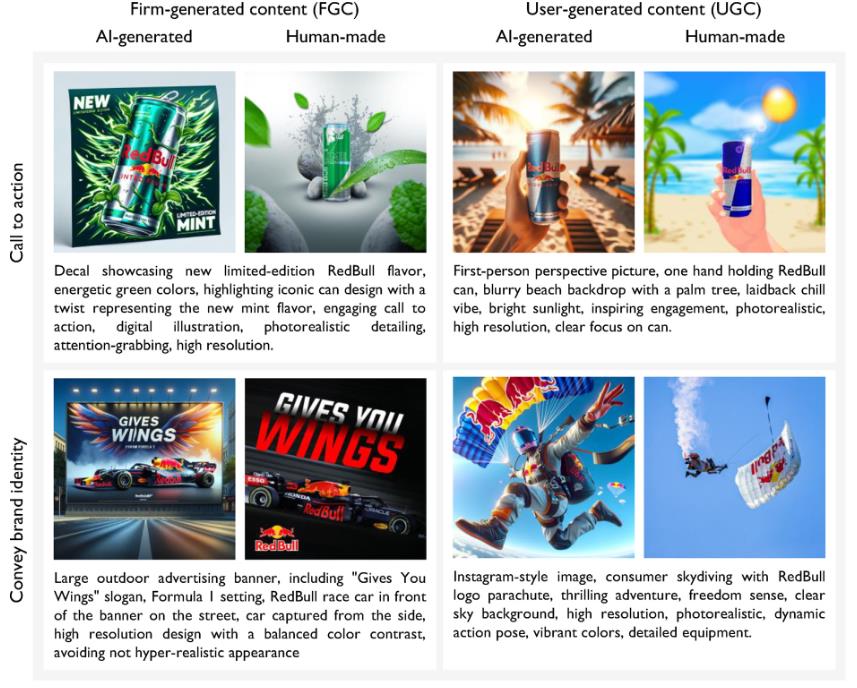 Firm-generated content (FGC)
User-generated content (UGC)
AI-generated
Human-made
AI-generated
Human-made
Call to action
NEW
RedBull
LIMITED-EDITION
MINT
RedBull
RedBull
Decal showcasing new limited-edition RedBull flavor,
energetic green colors, highlighting iconic can design with a
twist representing the new mint flavor, engaging call to
action, digital illustration, photorealistic detailing,
attention-grabbing, high resolution.
First-person perspective picture, one hand holding RedBull
can, blurry beach backdrop with a palm tree, laidback chill
vibe, bright sunlight, inspiring engagement, photorealistic,
high resolution, clear focus on can.
Convey brand identity
GIVES
WINGS
GIVES YOU
WINGS
Esso
HONDA
RedBull
ORACLE
RedBull
RedBull
Large outdoor advertising banner, including "Gives You
Wings" slogan, Formula 1 setting, RedBull race car in front
of the banner on the street, car captured from the side,
high resolution design with a balanced color contrast,
avoiding not hyper-realistic appearance
Instagram-style image, consumer skydiving with RedBull
logo parachute, thrilling adventure, freedom sense, clear
sky background, high resolution, photorealistic, dynamic
action pose, vibrant colors, detailed equipment.